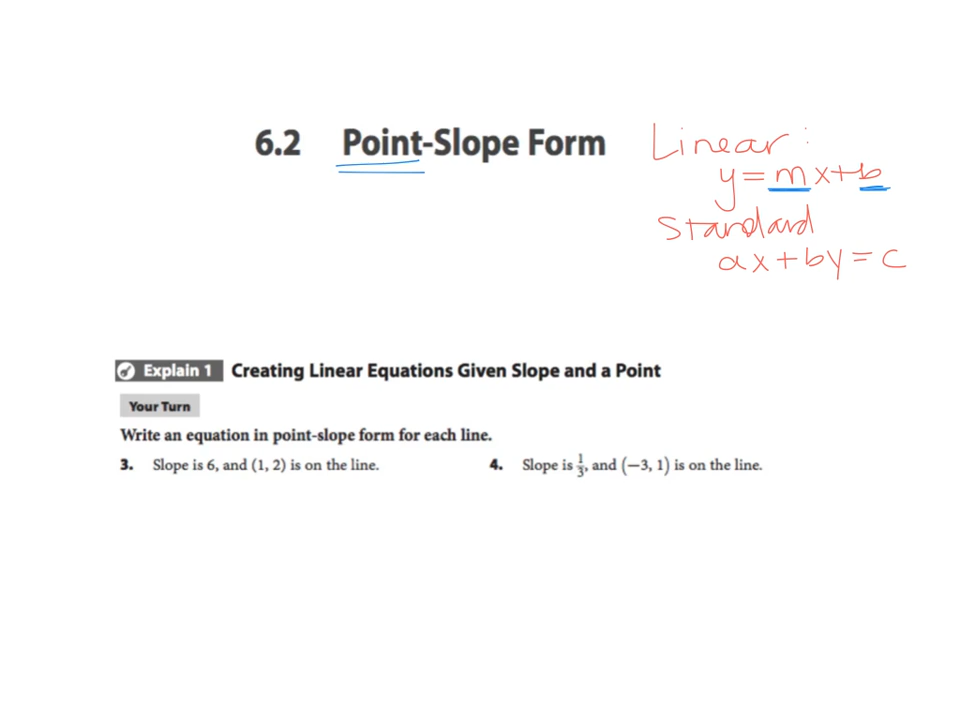 6.2 Point-Slope Form
Linear:
y = mx + b
Standard
ax + by = c
Explain 1 Creating Linear Equations Given Slope and a Point
Your Turn
Write an equation in point-slope form for each line.
3. Slope is 6, and (1, 2) is on the line.
4. Slope is 1/3, and (−3, 1) is on the line.